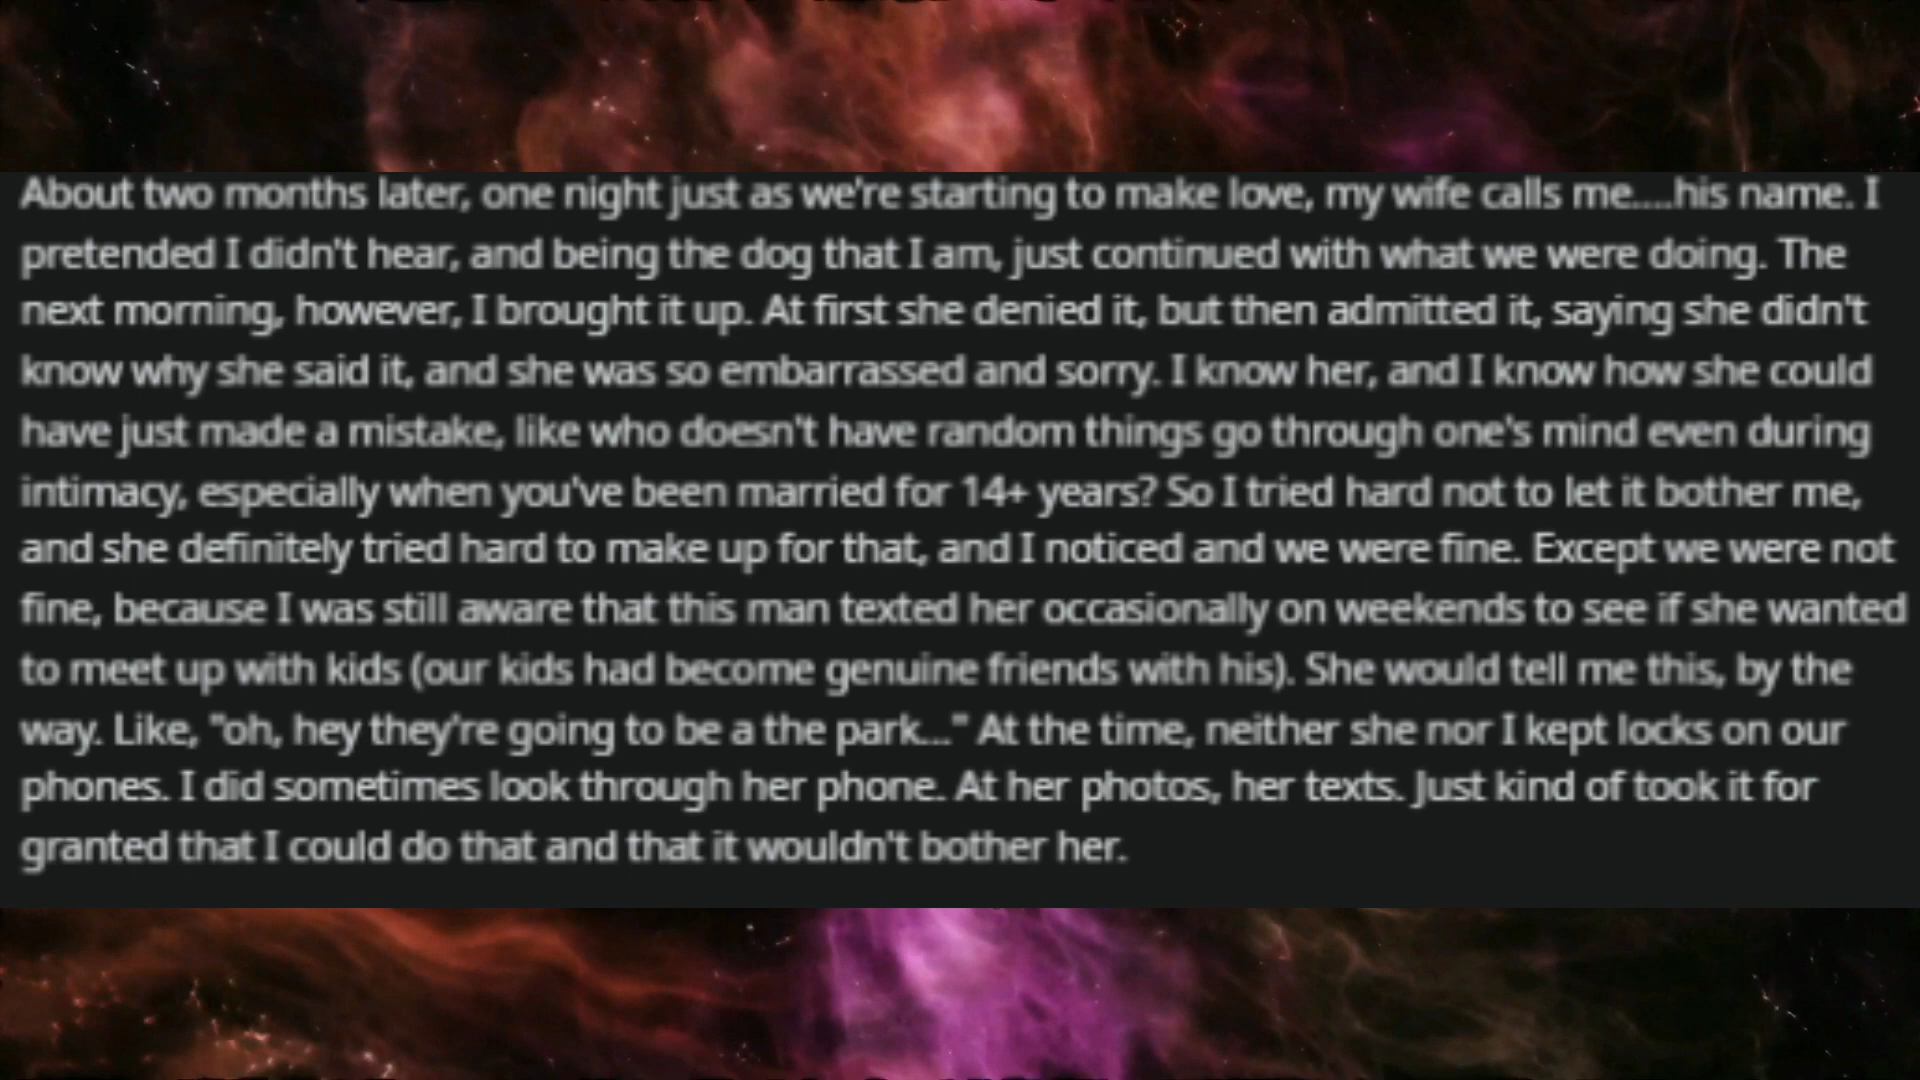 About two months later, one night just as we're starting to make love, my wife calls me....his name. I
pretended I didn't hear, and being the dog that I am, just continued with what we were doing. The
next morning, however, I brought it up. At first she denied it, but then admitted it, saying she didn't
know why she said it, and she was so embarrassed and sorry. I know her, and I know how she could
have just made a mistake, like who doesn't have random things go through one's mind even during
intimacy, especially when you've been married for 14+ years? So I tried hard not to let it bother me,
and she definitely tried hard to make up for that, and I noticed and we were fine. Except we were not
fine, because I was still aware that this man texted her occasionally on weekends to see if she wanted
to meet up with kids (our kids had become genuine friends with his). She would tell me this, by the
way. Like, "oh, hey they're going to be a the park..." At the time, neither she nor I kept locks on our
phones. I did sometimes look through her phone. At her photos, her texts. Just kind of took it for
granted that I could do that and that it wouldn't bother her.